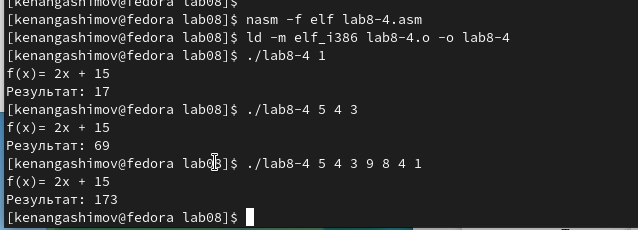 [kenangashimov@fedora lab08]$
[kenangashimov@fedora lab08]$ nasm -f elf lab8-4.asm
[kenangashimov@fedora lab08]$ ld -m elf_i386 lab8-4.o -o lab8-4
[kenangashimov@fedora lab08]$ ./lab8-4 1
f(x)= 2x + 15
Результат: 17
[kenangashimov@fedora lab08]$ ./lab8-4 5 4 3
f(x)= 2x + 15
Результат: 69
[kenangashimov@fedora lab08]$ ./lab8-4 5 4 3 9 8 4 1
f(x)= 2x + 15
Результат: 173
[kenangashimov@fedora lab08]$